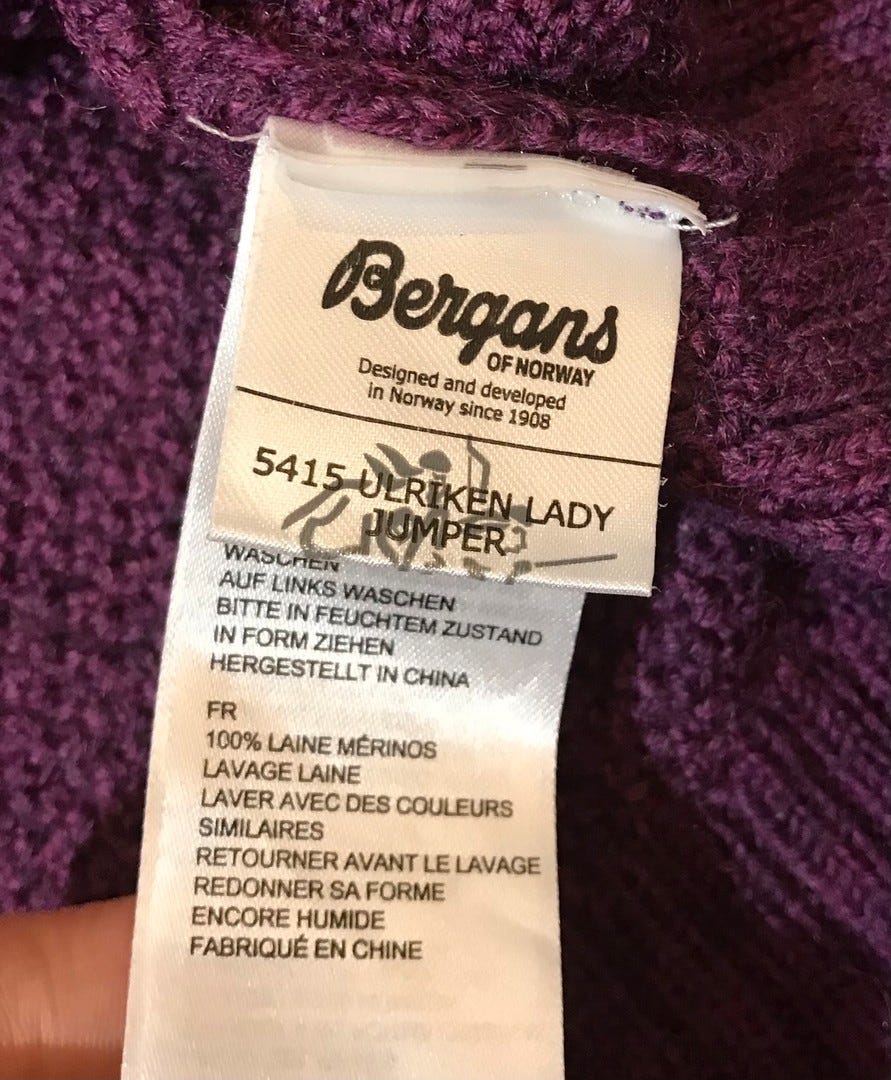 Bergans
OF NORWAY
Designed and developed
in Norway since 1908
5415 ULRIKEN LADY
JUMPER
WASCHEN
AUF LINKS WASCHEN
BITTE IN FEUCHTEM ZUSTAND
IN FORM ZIEHEN
HERGESTELLT IN CHINA
FR
100% LAINE MÉRINOS
LAVAGE LAINE
LAVER AVEC DES COULEURS
SIMILAIRES
RETOURNER AVANT LE LAVAGE
REDONNER SA FORME
ENCORE HUMIDE
FABRIQUÉ EN CHINE